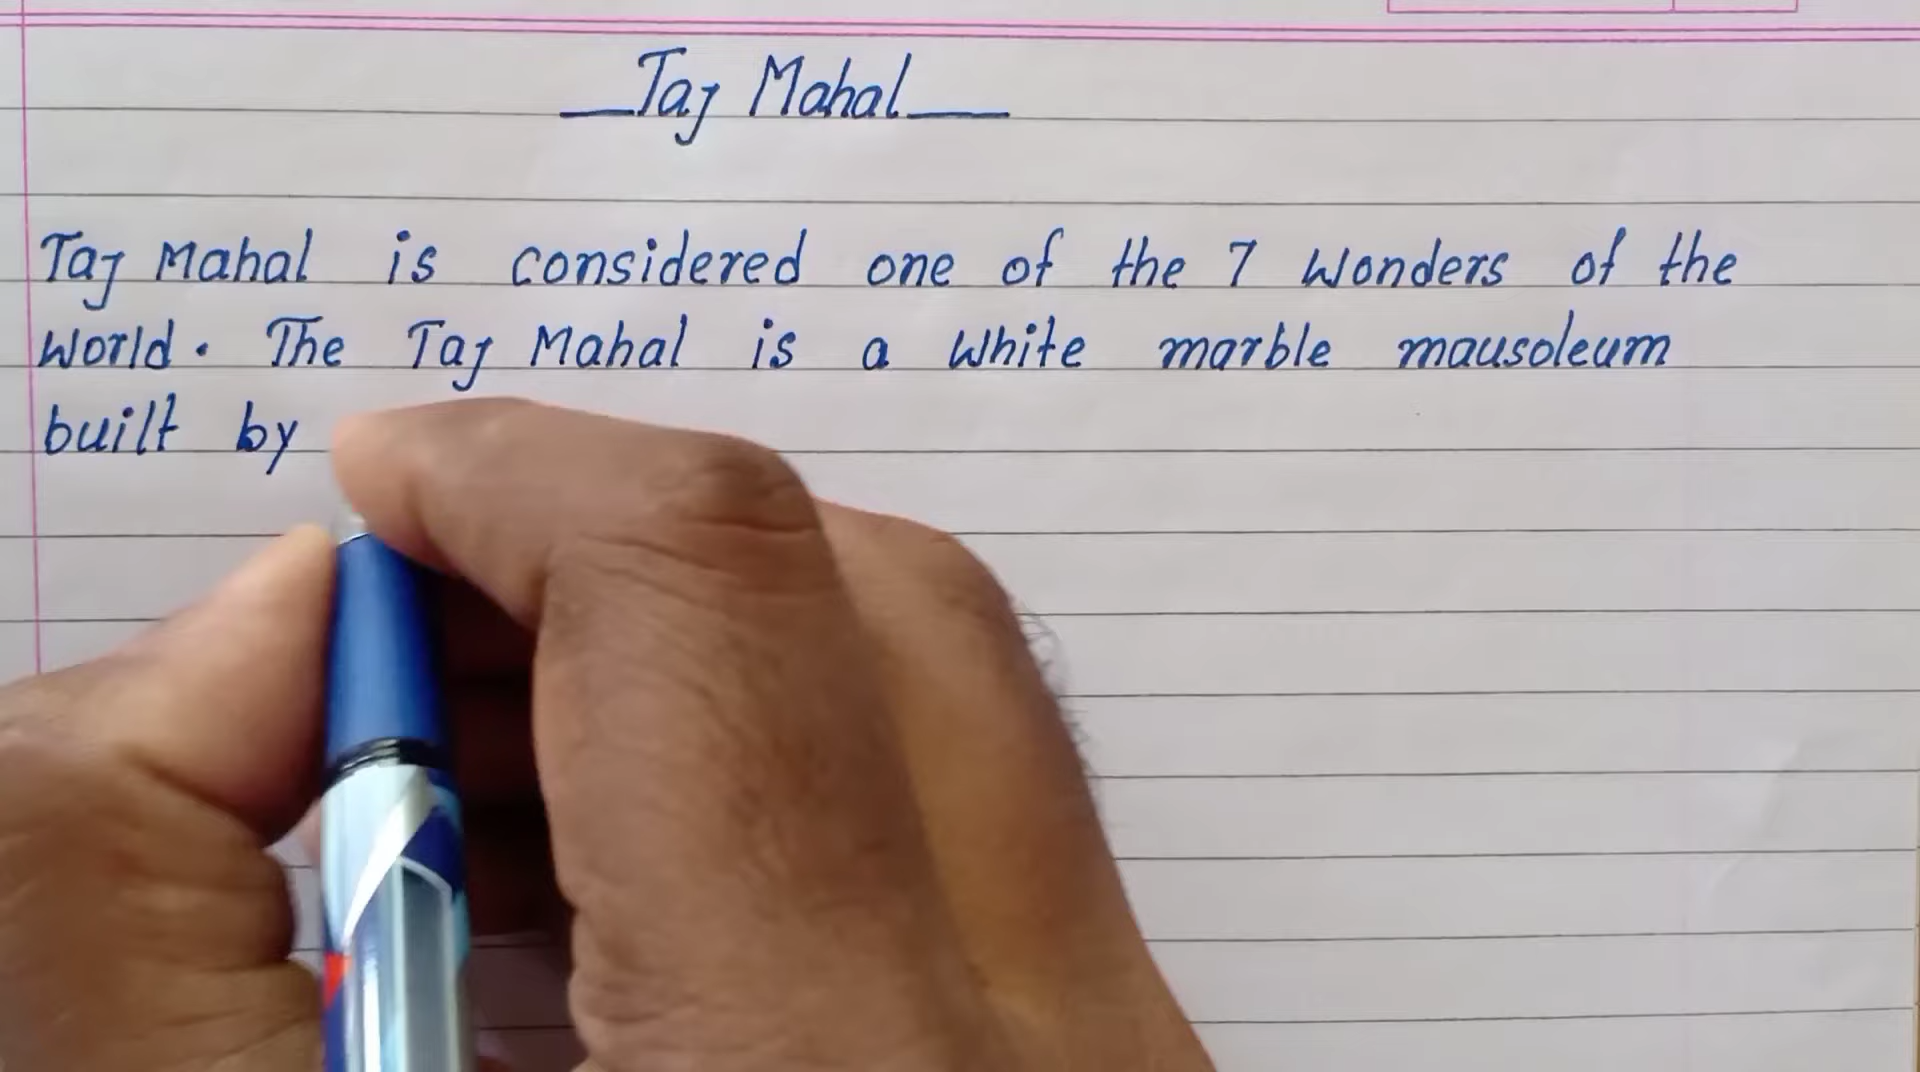 Taj Mahal
Taj Mahal is considered one of the 7 wonders of the
world. The Taj Mahal is a white marble mausoleum
built by